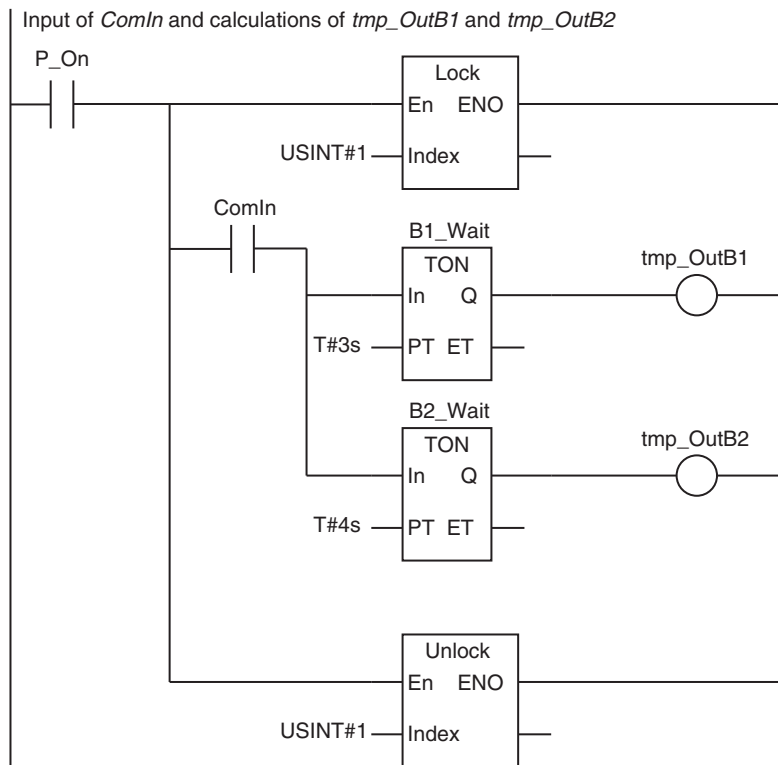 Input of ComIn and calculations of tmp_OutB1 and tmp_OutB2
P_On
Lock
En ENO
USINT#1
Index
ComIn
B1_Wait
TON
tmp_OutB1
In Q
T#3s
PT ET
B2_Wait
TON
tmp_OutB2
In Q
T#4s
PT ET
Unlock
En ENO
USINT#1
Index